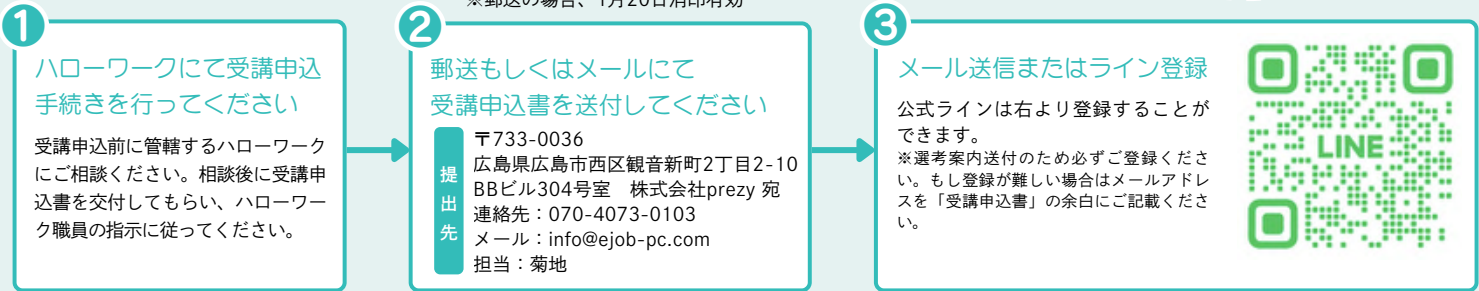 ※郵送の場合、1月20日消印有効
1
ハローワークにて受講申込
手続きを行ってください
受講申込前に管轄するハローワーク
にご相談ください。相談後に受講申
込書を交付してもらい、ハローワー
ク職員の指示に従ってください。
2
郵送もしくはメールにて
受講申込書を送付してください
提出先
〒733-0036
広島県広島市西区観音新町2丁目2-10
BBビル304号室　株式会社prezy 宛
連絡先：070-4073-0103
メール：info@ejob-pc.com
担当：菊地
3
メール送信またはライン登録
公式ラインは右より登録することが
できます。
※選考案内送付のため必ずご登録くださ
い。もし登録が難しい場合はメールアドレ
スを「受講申込書」の余白にご記載くださ
い。
LINE